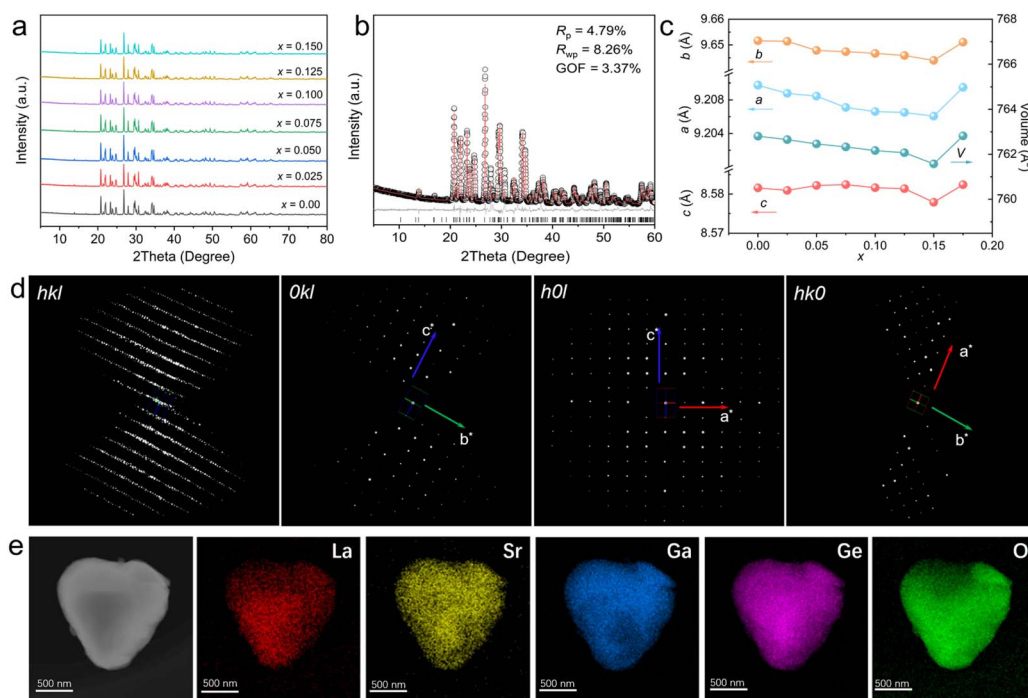 a
Intensity (a.u.)
x = 0.150
x = 0.125
x = 0.100
x = 0.075
x = 0.050
x = 0.025
x = 0.00
10 20 30 40 50 60 70 80
2Theta (Degree)
b
Intensity (a.u.)
Rp = 4.79%
Rwp = 8.26%
GOF = 3.37%
10 20 30 40 50 60
2Theta (Degree)
c
9.66
9.65
b (Å)
9.208
9.204
a (Å)
8.58
8.57
c (Å)
b
a
V
c
768
766
764
762
760
Volume (Å³)
0.00 0.05 0.10 0.15 0.20
x
d
hkl
0kl
c*
b*
h0l
c*
a*
hk0
a*
b*
e
500 nm
La
500 nm
Sr
500 nm
Ga
500 nm
Ge
500 nm
O
500 nm